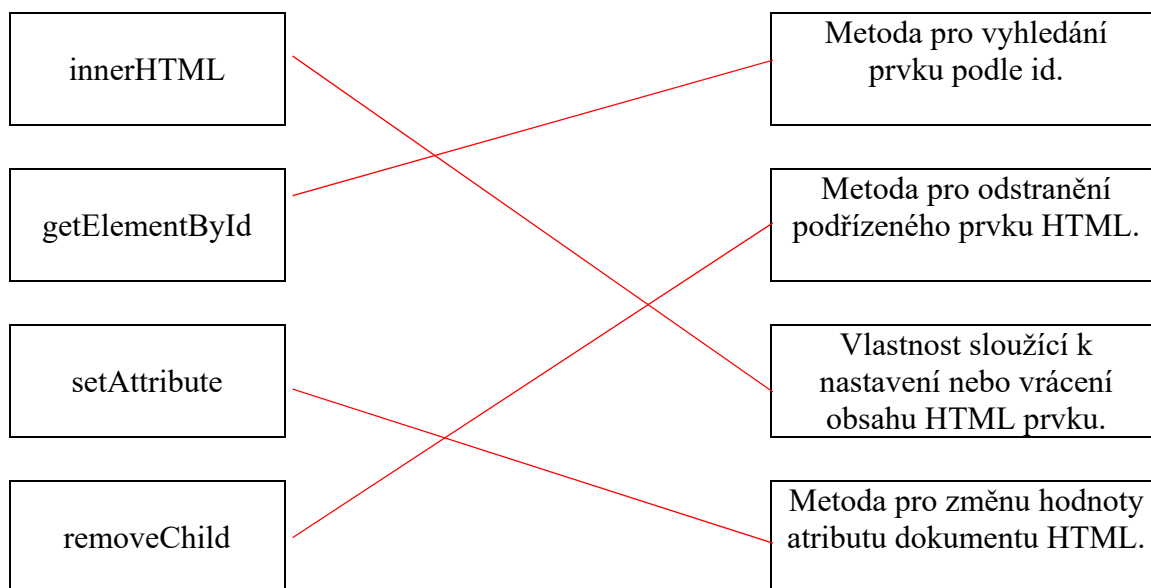 innerHTML
Metoda pro vyhledání
prvku podle id.
getElementById
Metoda pro odstranění
podřízeného prvku HTML.
setAttribute
Vlastnost sloužící k
nastavení nebo vrácení
obsahu HTML prvku.
removeChild
Metoda pro změnu hodnoty
atributu dokumentu HTML.